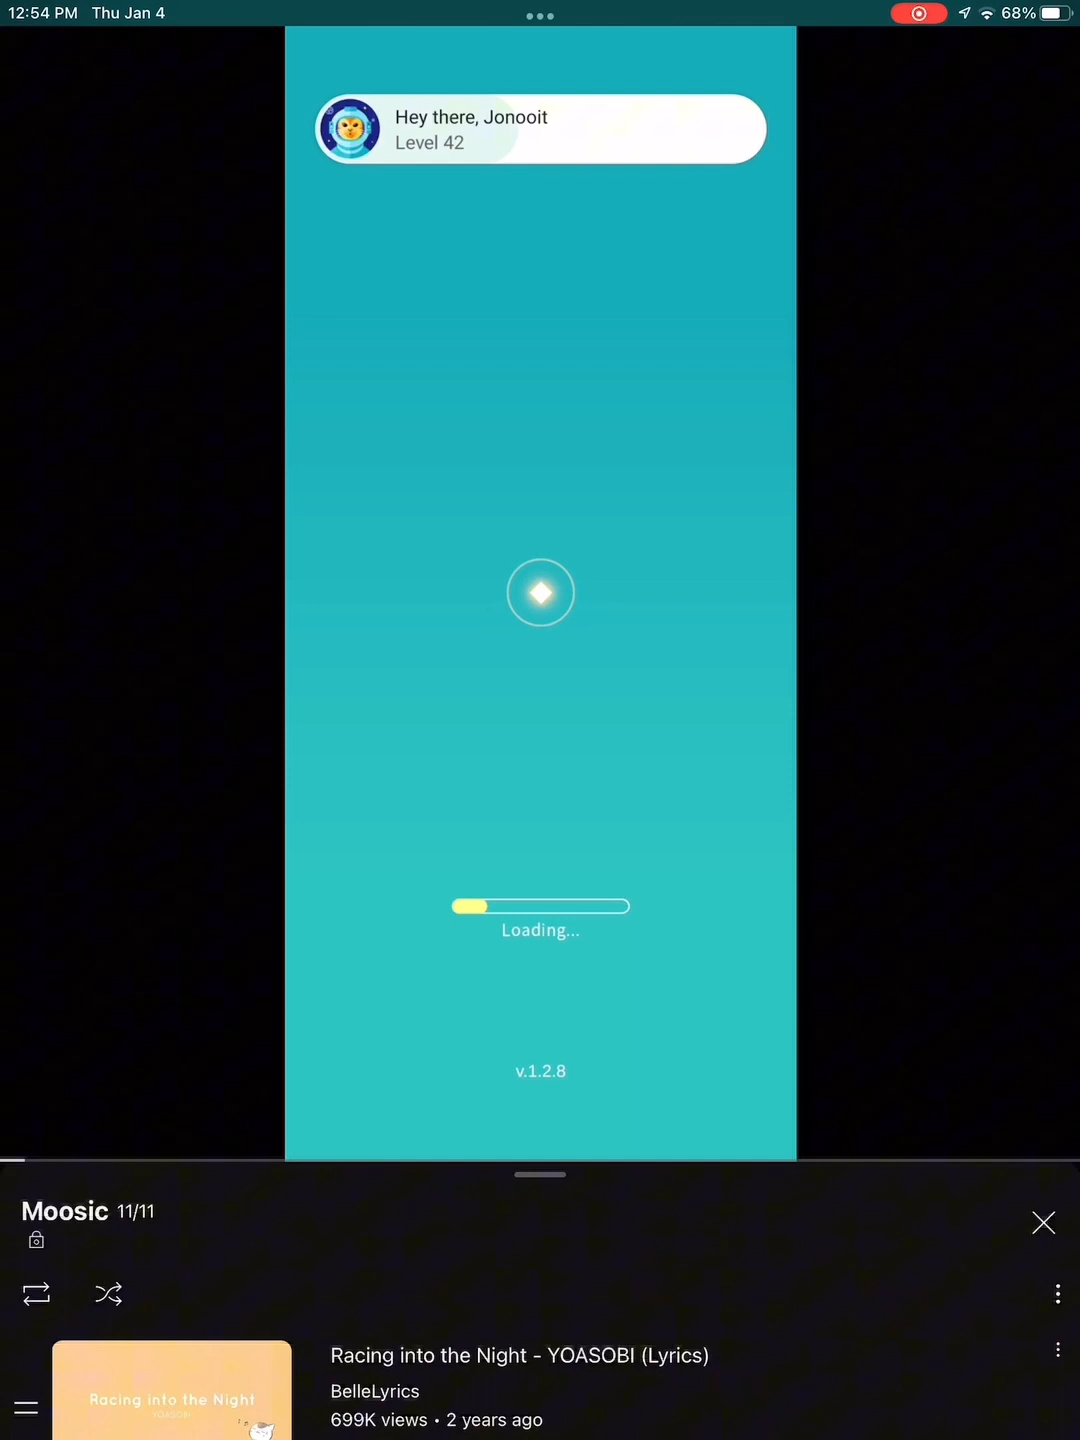 12:54 PM Thu Jan 4
68%
Hey there, Jonooit
Level 42
Loading...
v.1.2.8
Moosic 11/11
Racing into the Night - YOASOBI (Lyrics)
BelleLyrics
699K views • 2 years ago
Racing into the Night
YOASOBI